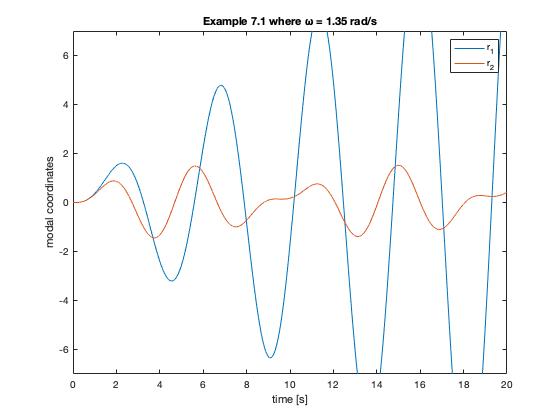 Example 7.1 where ω = 1.35 rad/s
r1
r2
modal coordinates
6
4
2
0
-2
-4
-6
0 2 4 6 8 10 12 14 16 18 20
time [s]